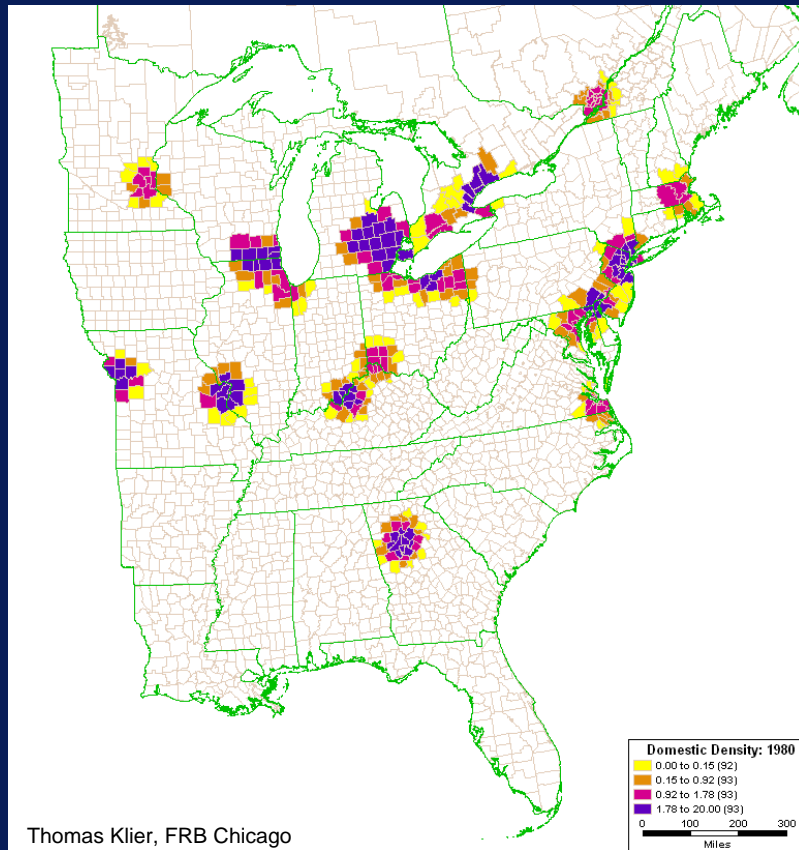 Domestic Density: 1980
0.00 to 0.15 (92)
0.15 to 0.92 (93)
0.92 to 1.78 (93)
1.78 to 20.00 (93)
0 100 200 300
Miles
Thomas Klier, FRB Chicago